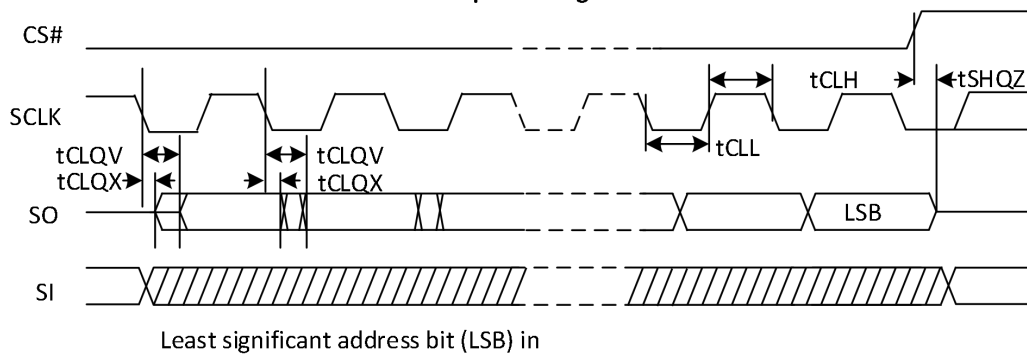 CS#
tCLH
tSHQZ
SCLK
tCLL
tCLQV
tCLQV
tCLQX
tCLQX
SO
LSB
SI
Least significant address bit (LSB) in